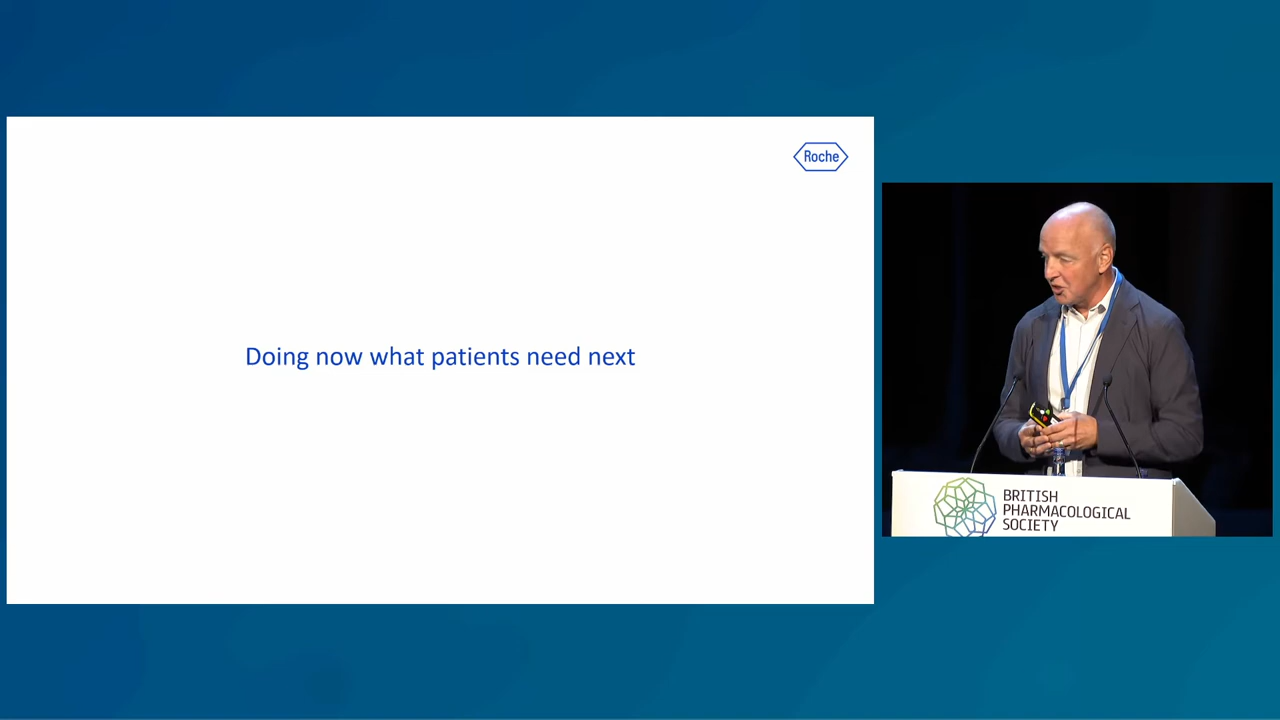 Roche
Doing now what patients need next
BRITISH
PHARMACOLOGICAL
SOCIETY